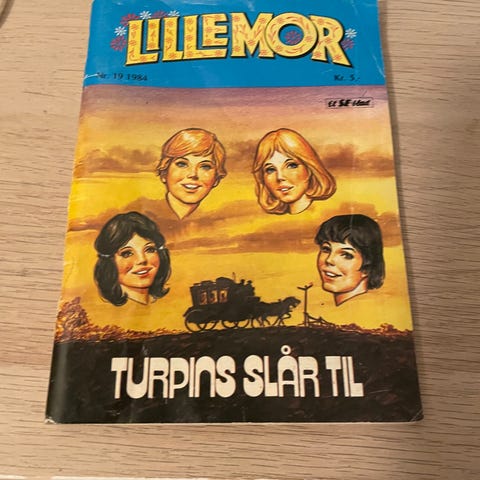 LILLEMOR
Nr. 19 1984
Kr. 5,-
Et SE-blad
TURPINS SLÅR TIL